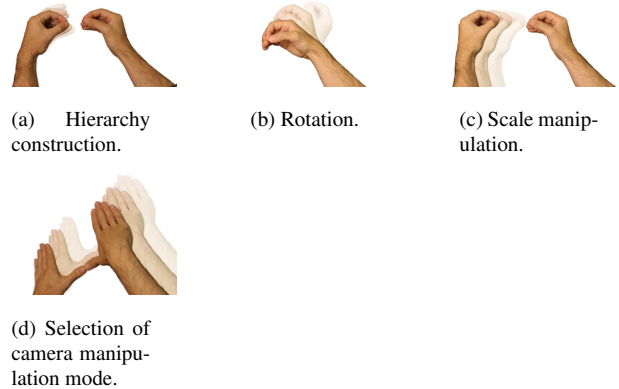 (a) Hierarchy
construction.
(b) Rotation.
(c) Scale manip-
ulation.
(d) Selection of
camera manipu-
lation mode.